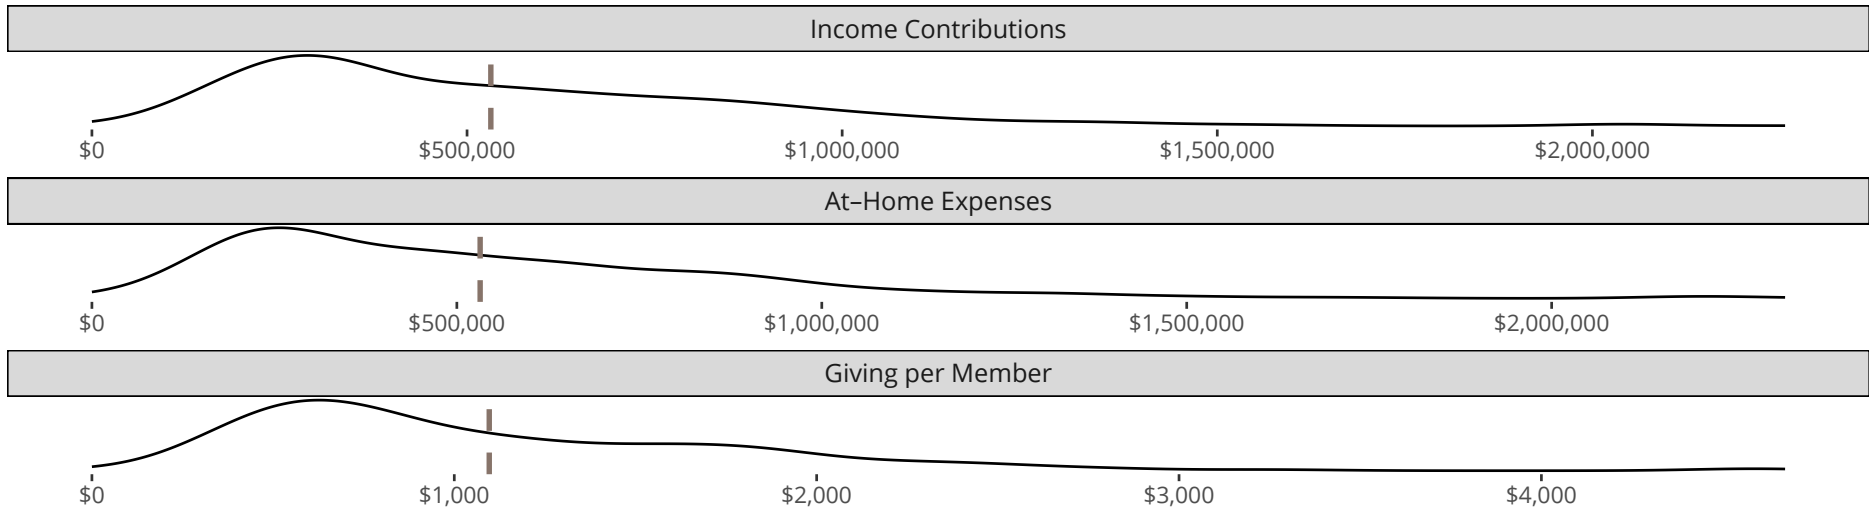 Income Contributions
$0 $500,000 $1,000,000 $1,500,000 $2,000,000
At–Home Expenses
$0 $500,000 $1,000,000 $1,500,000 $2,000,000
Giving per Member
$0 $1,000 $2,000 $3,000 $4,000